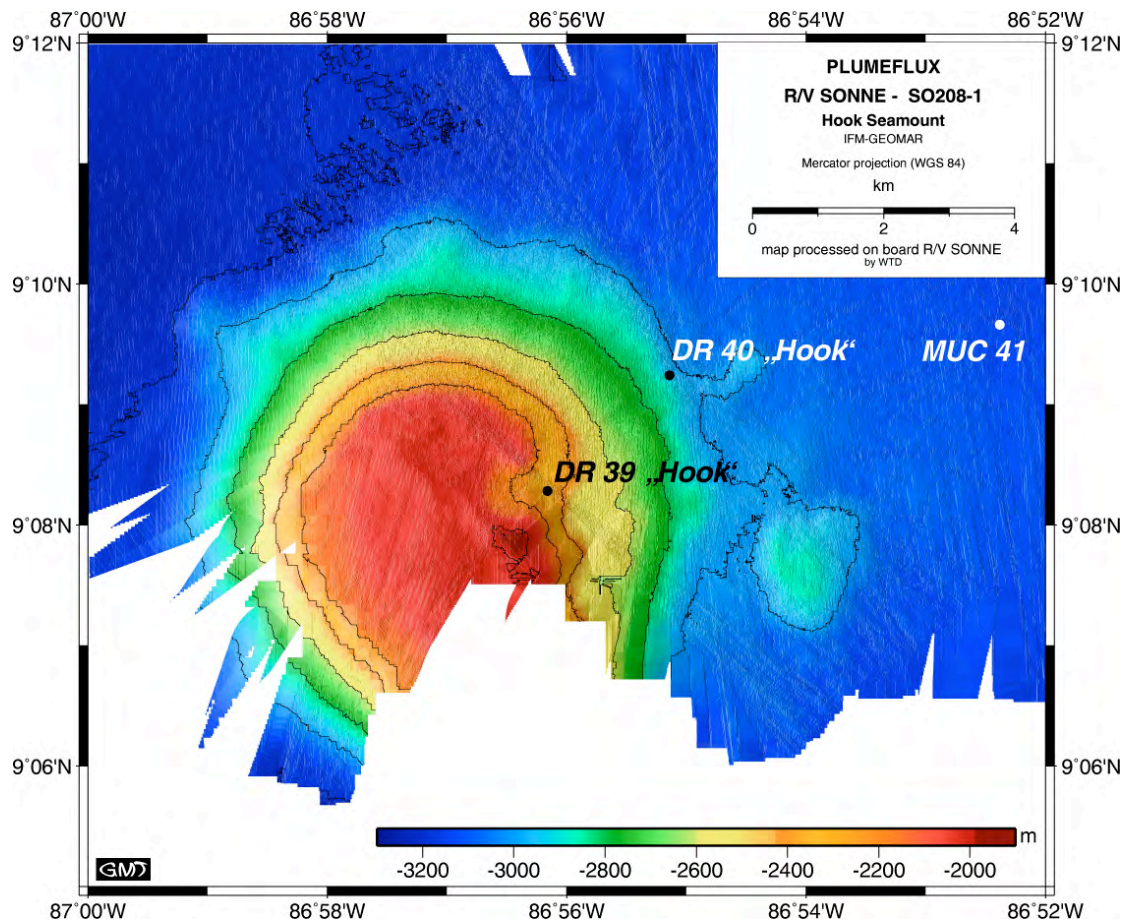 87˚00'W 86˚58'W 86˚56'W 86˚54'W 86˚52'W
9˚12'N 9˚12'N
PLUMEFLUX
R/V SONNE - SO208-1
Hook Seamount
IFM-GEOMAR
Mercator projection (WGS 84)
km
0 2 4
map processed on board R/V SONNE
by WTD
9˚10'N 9˚10'N
DR 40 „Hook“ MUC 41
DR 39 „Hook“
9˚08'N 9˚08'N
9˚06'N 9˚06'N
m
-3200 -3000 -2800 -2600 -2400 -2200 -2000
GMT
87˚00'W 86˚58'W 86˚56'W 86˚54'W 86˚52'W